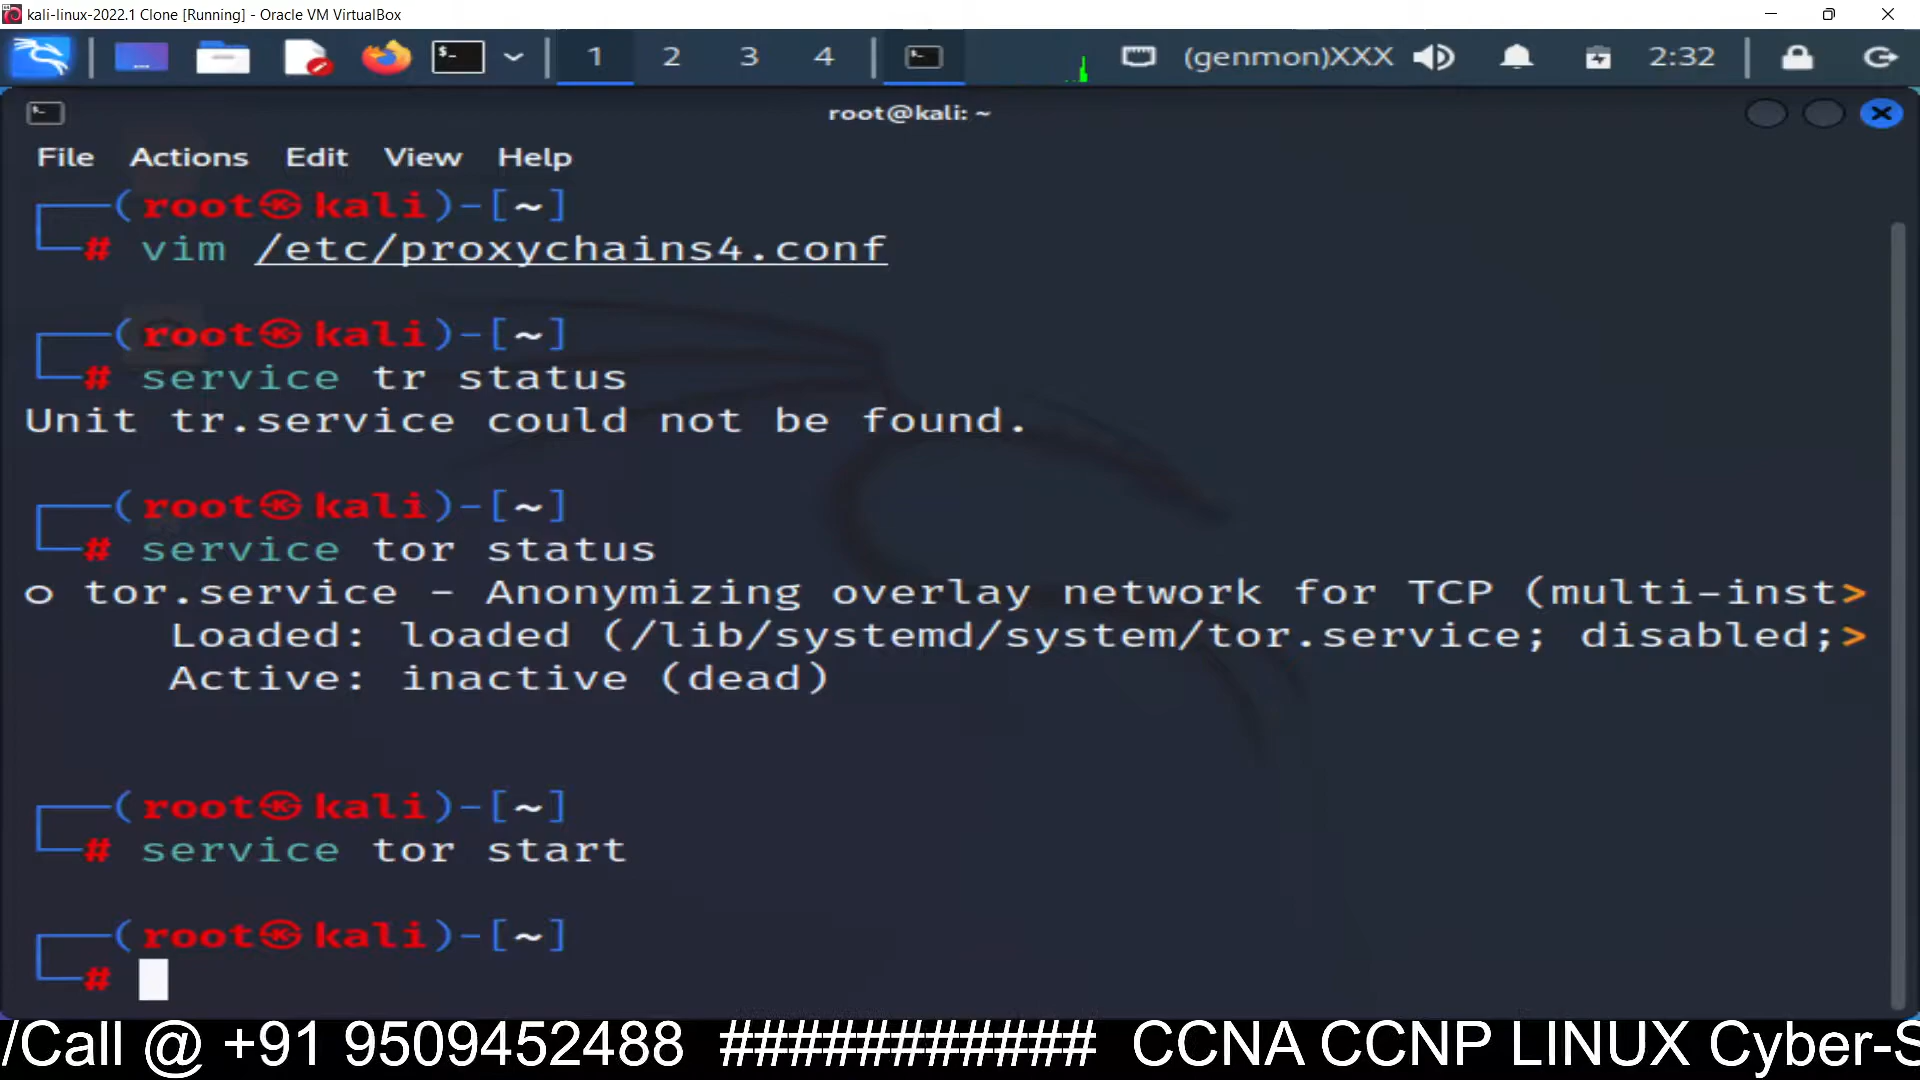 kali-linux-2022.1 Clone [Running] - Oracle VM VirtualBox
1 2 3 4 (genmon)XXX 2:32
root@kali: ~
File Actions Edit View Help
┌──(root㉿kali)-[~]
└─# vim /etc/proxychains4.conf
┌──(root㉿kali)-[~]
└─# service tr status
Unit tr.service could not be found.
┌──(root㉿kali)-[~]
└─# service tor status
○ tor.service - Anonymizing overlay network for TCP (multi-inst>
Loaded: loaded (/lib/systemd/system/tor.service; disabled;>
Active: inactive (dead)
┌──(root㉿kali)-[~]
└─# service tor start
┌──(root㉿kali)-[~]
└─#
/Call @ +91 9509452488 ########### CCNA CCNP LINUX Cyber-S